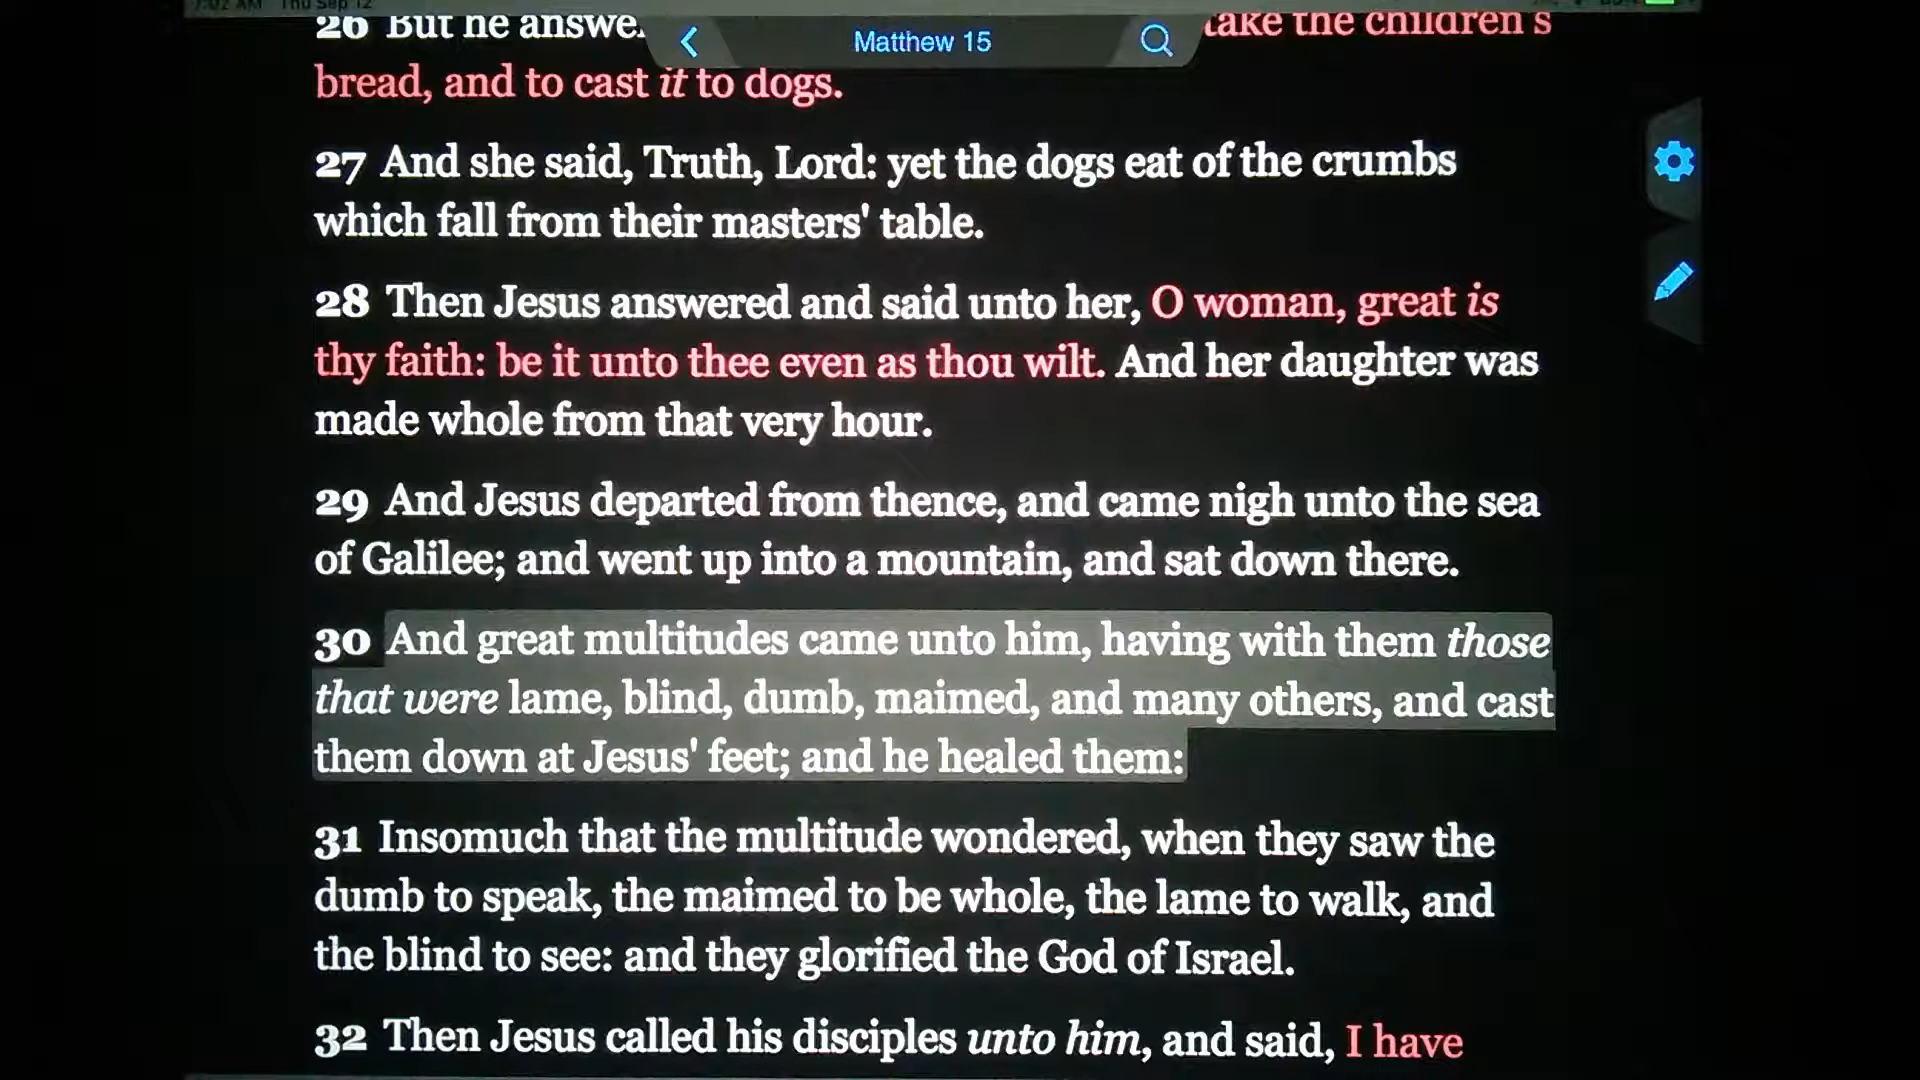 7:02 AM Thu Sep 12
26 But he answe
Matthew 15
take the children's
bread, and to cast it to dogs.
27 And she said, Truth, Lord: yet the dogs eat of the crumbs
which fall from their masters' table.
28 Then Jesus answered and said unto her, O woman, great is
thy faith: be it unto thee even as thou wilt. And her daughter was
made whole from that very hour.
29 And Jesus departed from thence, and came nigh unto the sea
of Galilee; and went up into a mountain, and sat down there.
30 And great multitudes came unto him, having with them those
that were lame, blind, dumb, maimed, and many others, and cast
them down at Jesus' feet; and he healed them:
31 Insomuch that the multitude wondered, when they saw the
dumb to speak, the maimed to be whole, the lame to walk, and
the blind to see: and they glorified the God of Israel.
32 Then Jesus called his disciples unto him, and said, I have